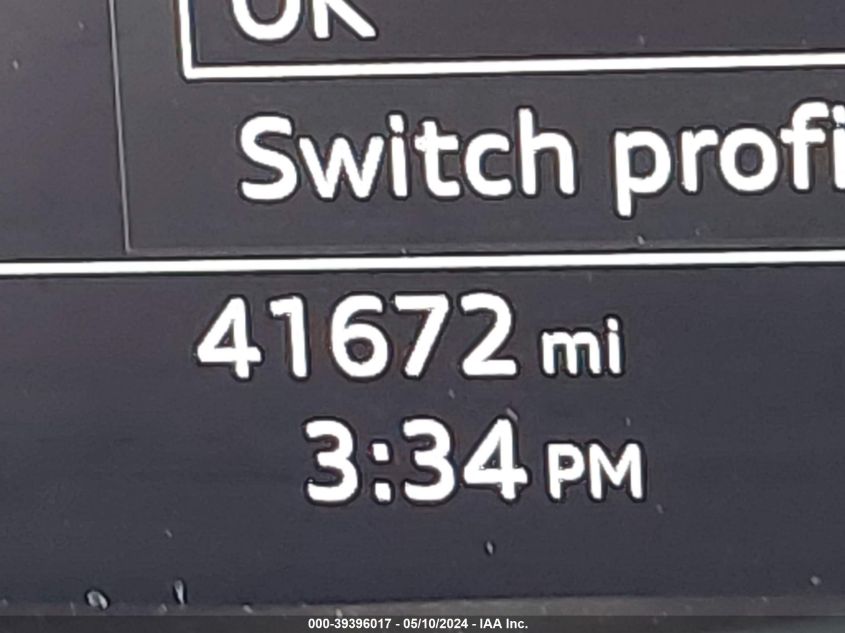 OK
Switch profi
41672 mi
3:34 PM
000-39396017 - 05/10/2024 - IAA Inc.